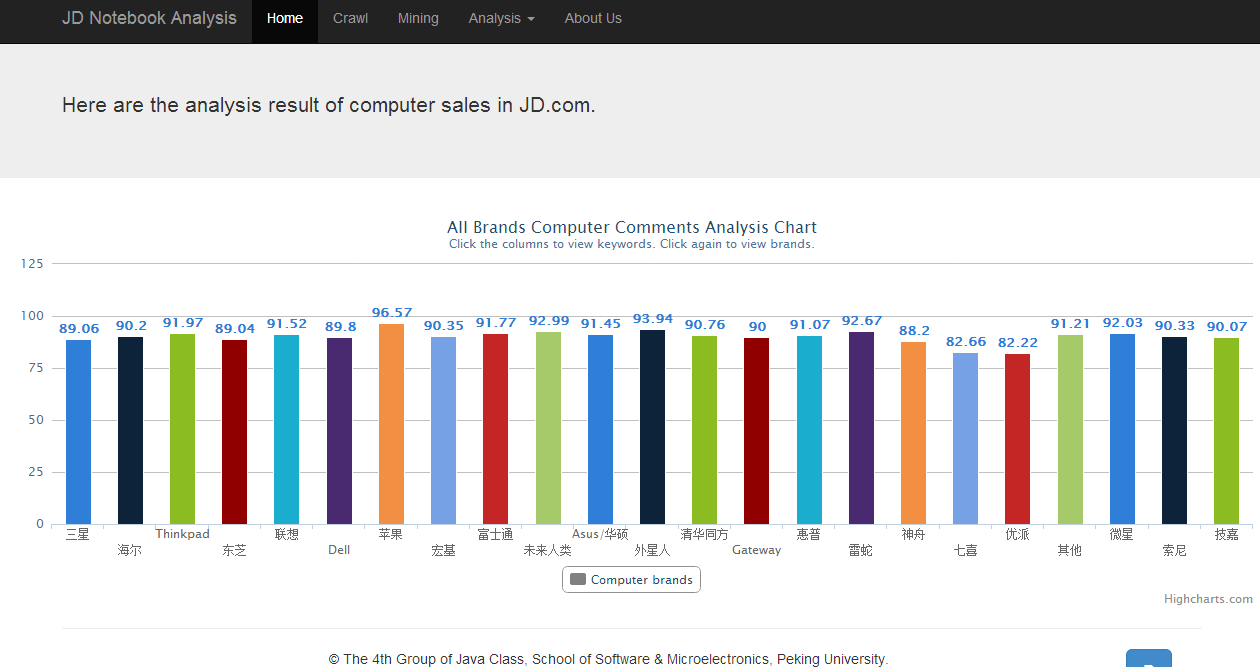 JD Notebook Analysis Home Crawl Mining Analysis About Us
Here are the analysis result of computer sales in JD.com.
All Brands Computer Comments Analysis Chart
Click the columns to view keywords. Click again to view brands.
125
100
75
50
25
0
89.06 90.2 91.97 89.04 91.52 89.8 96.57 90.35 91.77 92.99 91.45 93.94 90.76 90 91.07 92.67 88.2 82.66 82.22 91.21 92.03 90.33 90.07
三星 海尔 Thinkpad 东芝 联想 Dell 苹果 宏基 富士通 未来人类 Asus/华硕 外星人 清华同方 Gateway 惠普 雷蛇 神舟 七喜 优派 其他 微星 索尼 技嘉
Computer brands
Highcharts.com
© The 4th Group of Java Class, School of Software & Microelectronics, Peking University.